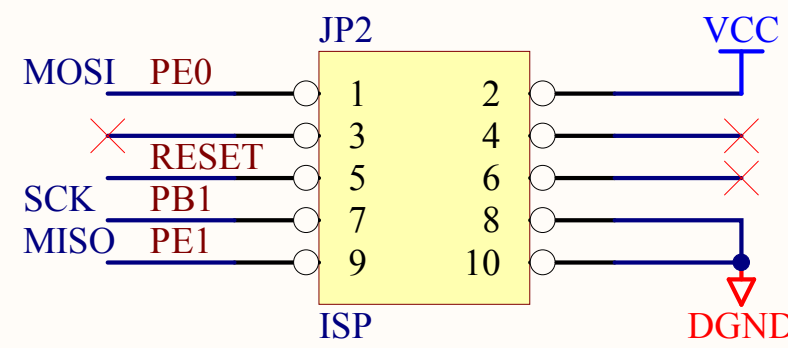 JP2
VCC
MOSI PE0 1 2
3 4
RESET 5 6
SCK PB1 7 8
MISO PE1 9 10
ISP
DGND